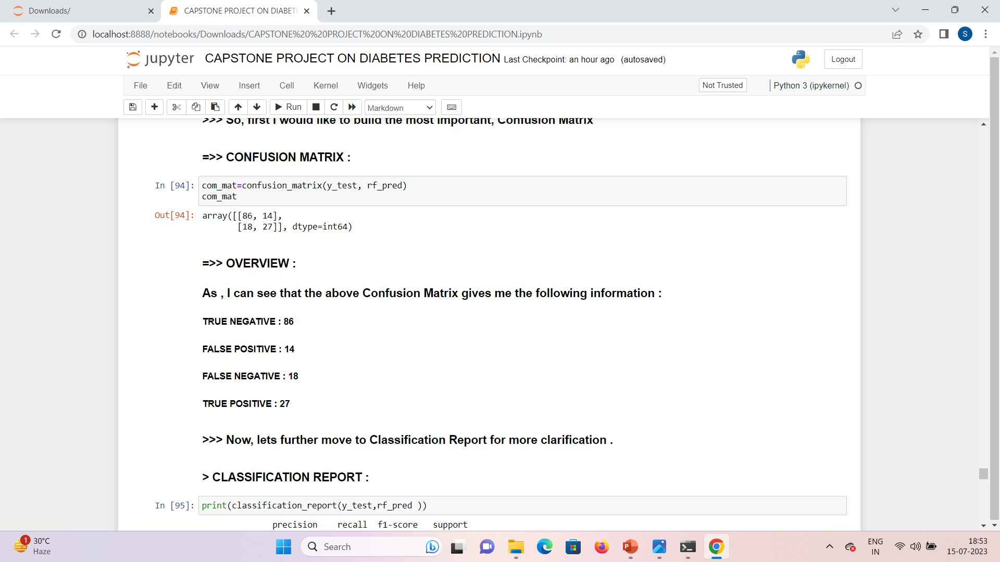 Downloads/
CAPSTONE PROJECT ON DIABET
localhost:8888/notebooks/Downloads/CAPSTONE%20%20PROJECT%20ON%20DIABETES%20PREDICTION.ipynb
S
jupyter CAPSTONE PROJECT ON DIABETES PREDICTION Last Checkpoint: an hour ago (autosaved)
Logout
File Edit View Insert Cell Kernel Widgets Help
Not Trusted
Python 3 (ipykernel)
Run
Markdown
>>> So, first I would like to build the most important, Confusion Matrix
=>> CONFUSION MATRIX :
In [94]: com_mat=confusion_matrix(y_test, rf_pred)
com_mat
Out[94]: array([[86, 14],
[18, 27]], dtype=int64)
=>> OVERVIEW :
As , I can see that the above Confusion Matrix gives me the following information :
TRUE NEGATIVE : 86
FALSE POSITIVE : 14
FALSE NEGATIVE : 18
TRUE POSITIVE : 27
>>> Now, lets further move to Classification Report for more clarification .
> CLASSIFICATION REPORT :
In [95]: print(classification_report(y_test,rf_pred ))
precision recall f1-score support
1
30°C
Haze
Search
ENG
IN
18:53
15-07-2023